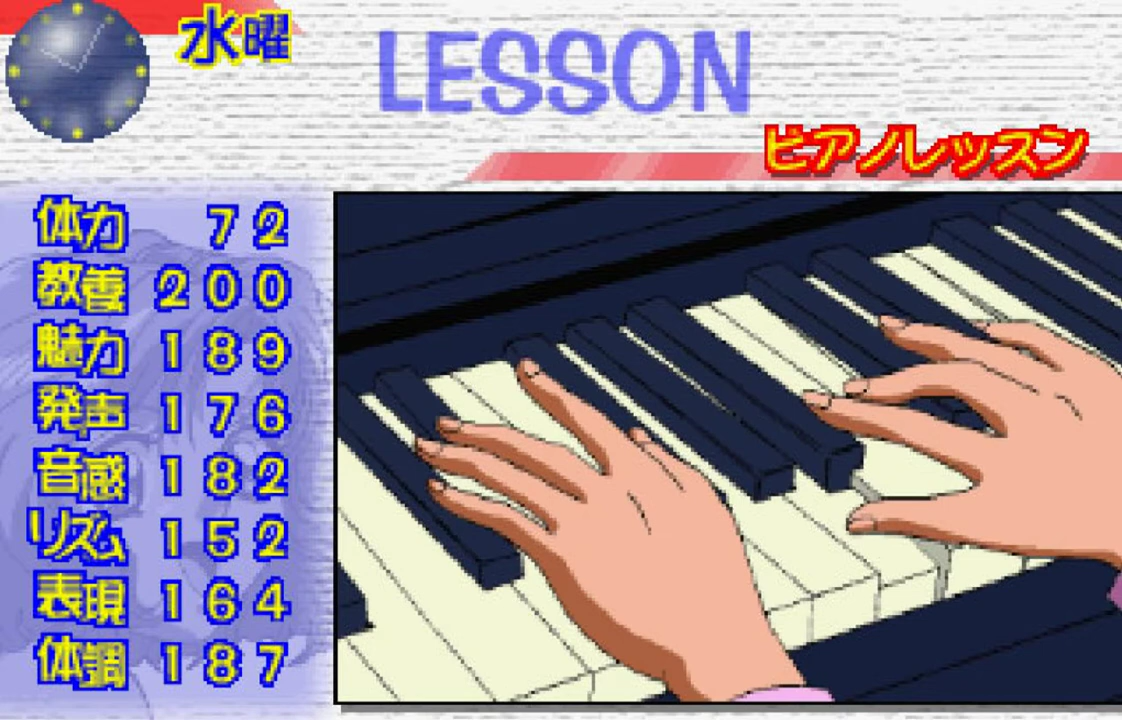 水曜
LESSON
ピアノレッスン
体力 72
教養 200
魅力 189
発声 176
音感 182
リズム 152
表現 164
体調 187